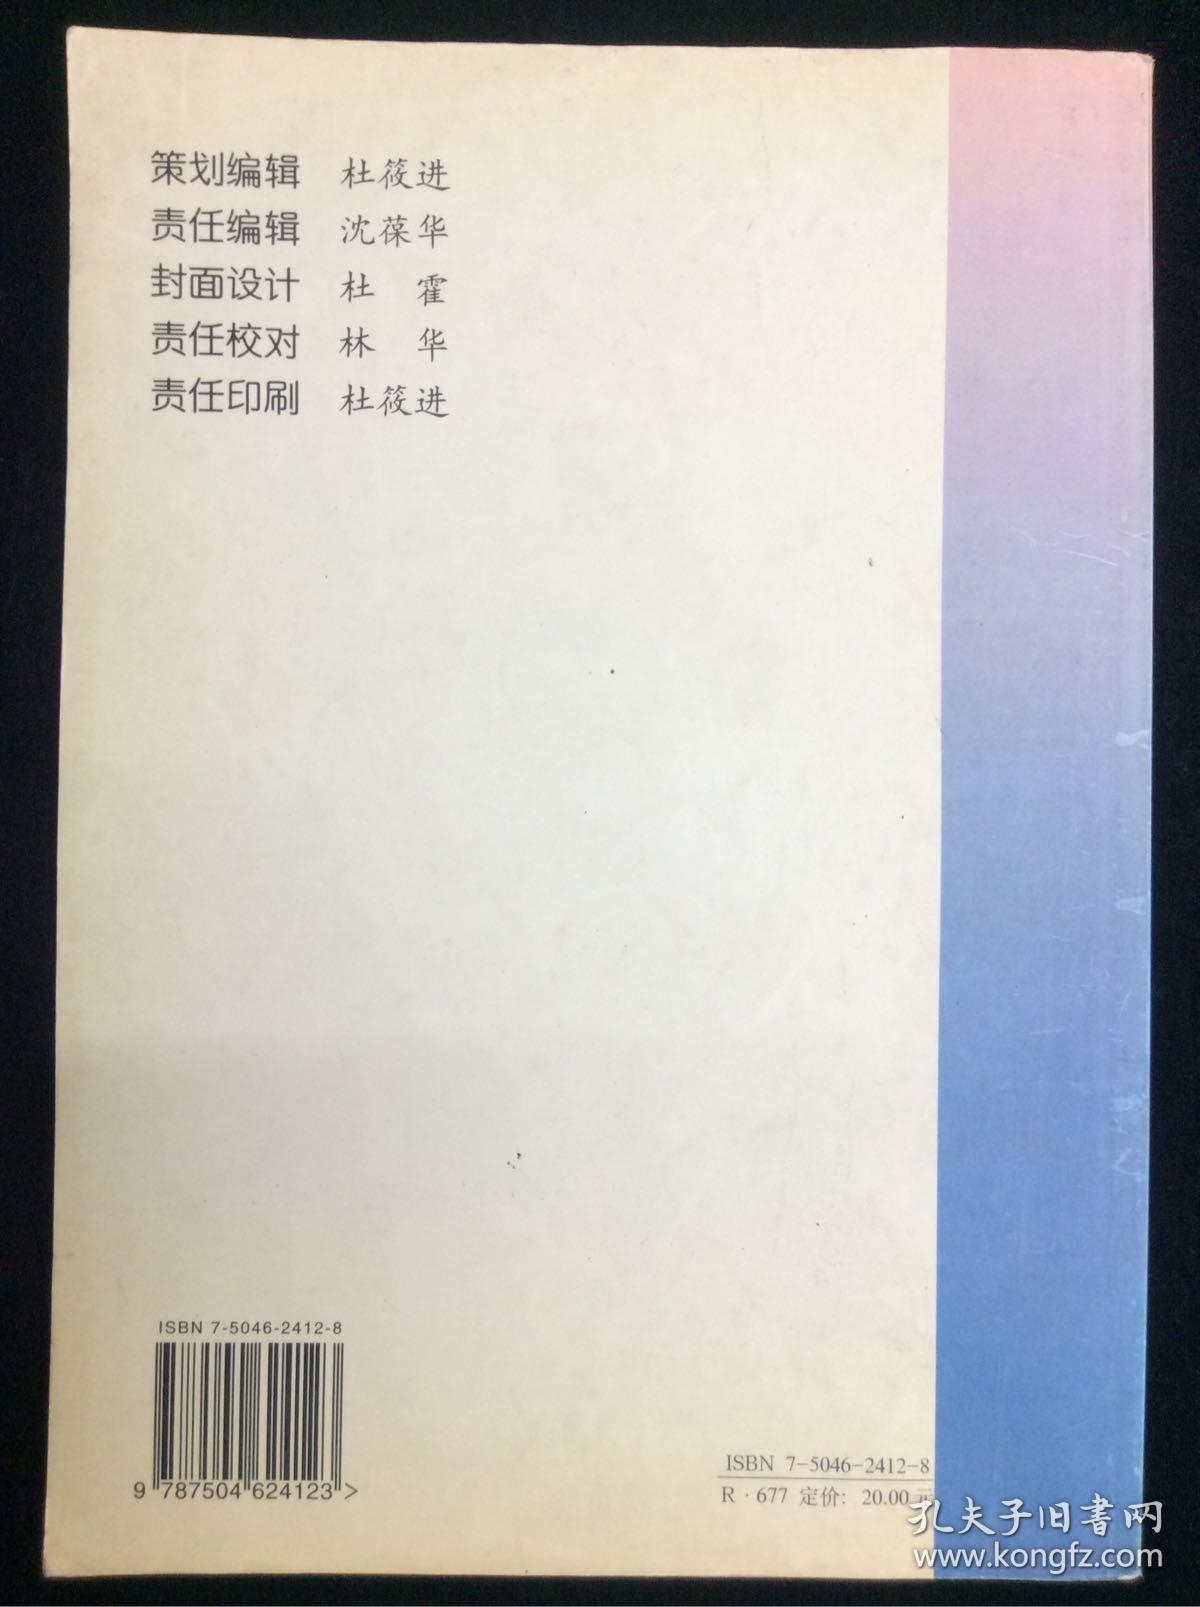 策划编辑 杜筱进
责任编辑 沈葆华
封面设计 杜 霍
责任校对 林 华
责任印刷 杜筱进
ISBN 7-5046-2412-8
9 787504 624123 >
ISBN 7-5046-2412-8
R·677 定价：20.00元
孔夫子旧书网
www.kongfz.com